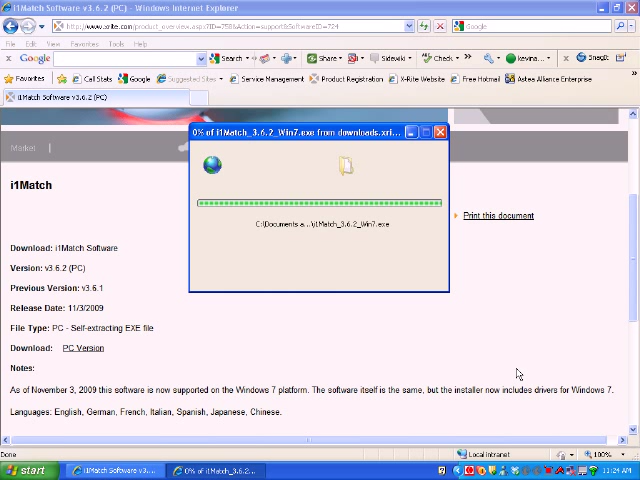 i1Match Software v3.6.2 (PC) - Windows Internet Explorer
http://www.xrite.com/product_overview.aspx?ID=758&Action=support&SoftwareID=724
Google
File Edit View Favorites Tools Help
Google Search Share Sidewiki Check kevina... SnagIt
Favorites Call Stats Google Suggested Sites Service Management Product Registration X-Rite Website Free Hotmail Astea Alliance Enterprise
i1Match Software v3.6.2 (PC)
Market
0% of i1Match_3.6.2_Win7.exe from downloads.xri...
C:\Documents a...\i1Match_3.6.2_Win7.exe
i1Match
Print this document
Download: i1Match Software
Version: v3.6.2 (PC)
Previous Version: v3.6.1
Release Date: 11/3/2009
File Type: PC - Self-extracting EXE file
Download: PC Version
Notes:
As of November 3, 2009 this software is now supported on the Windows 7 platform. The software itself is the same, but the installer now includes drivers for Windows 7.
Languages: English, German, French, Italian, Spanish, Japanese, Chinese.
Done Local intranet 100%
start i1Match Software v3.... 0% of i1Match_3.6.2... 11:24 AM